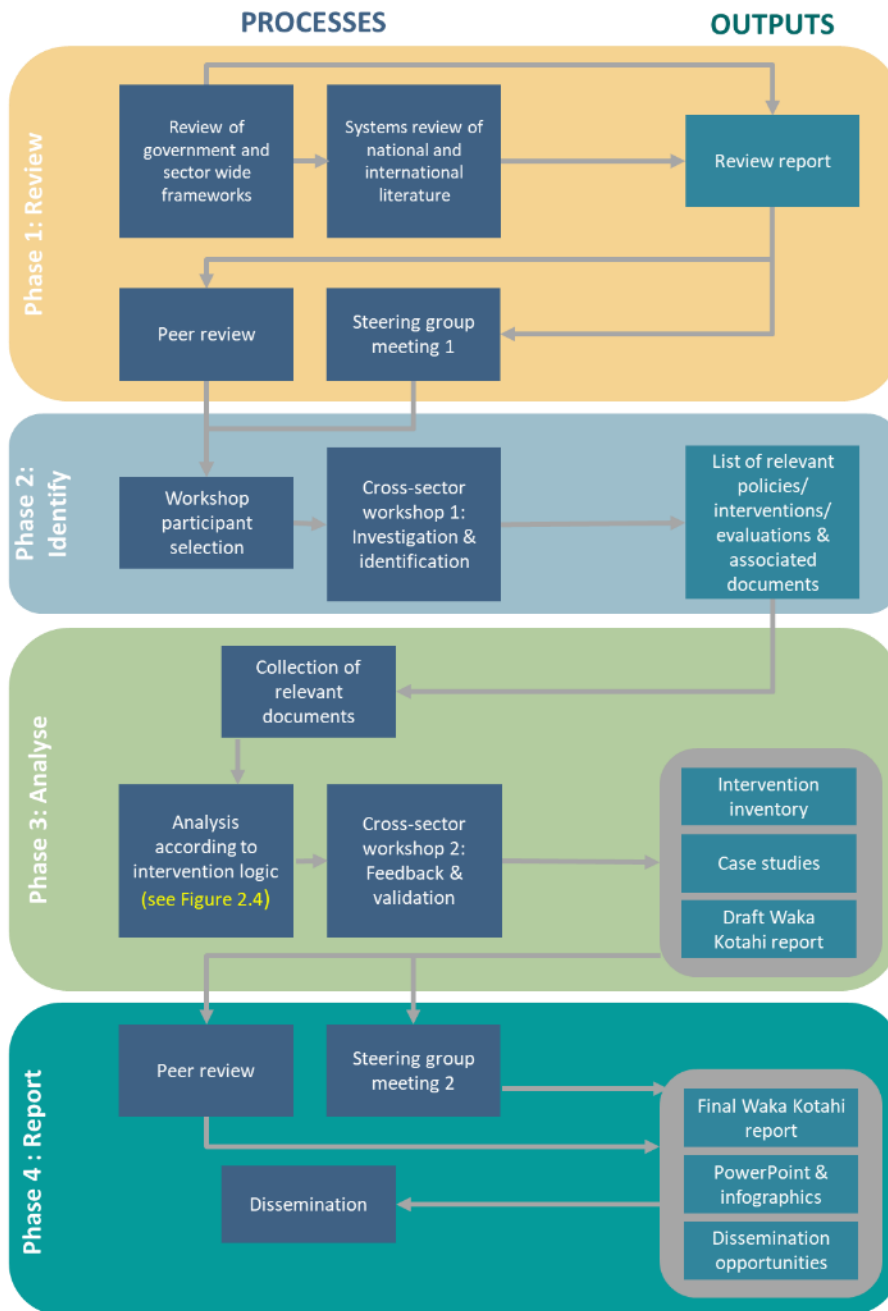 PROCESSES
OUTPUTS
Phase 1: Review
Review of
government and
sector wide
frameworks
Systems review of
national and
international
literature
Review report
Peer review
Steering group
meeting 1
Phase 2:
Identify
Workshop
participant
selection
Cross-sector
workshop 1:
Investigation &
identification
List of relevant
policies/
interventions/
evaluations &
associated
documents
Phase 3: Analyse
Collection of
relevant
documents
Analysis
according to
intervention logic
(see Figure 2.4)
Cross-sector
workshop 2:
Feedback &
validation
Intervention
inventory
Case studies
Draft Waka
Kotahi report
Phase 4 : Report
Peer review
Steering group
meeting 2
Final Waka Kotahi
report
PowerPoint &
infographics
Dissemination
opportunities
Dissemination